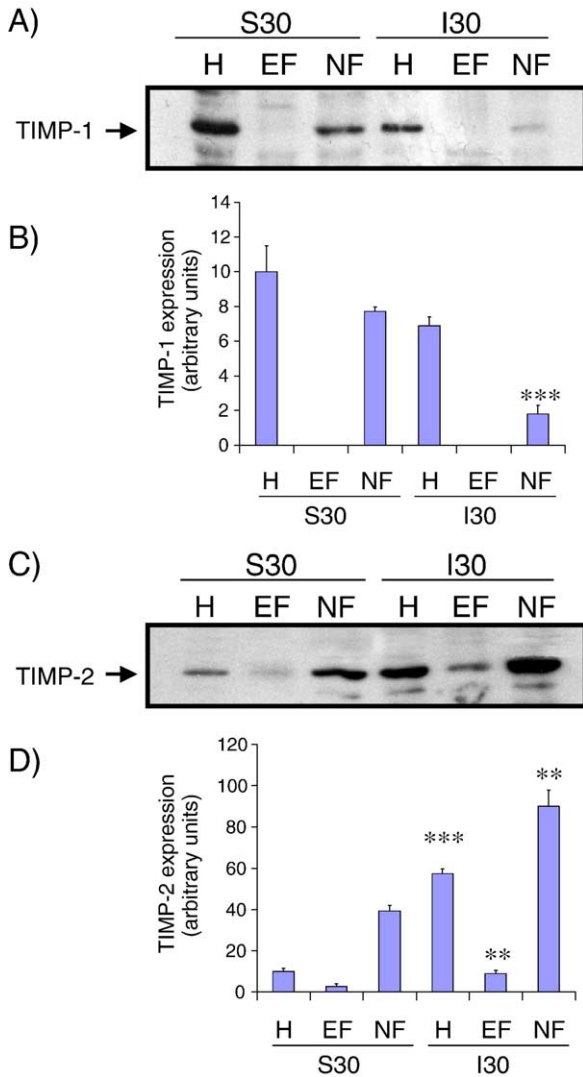 A)
S30 I30
H EF NF H EF NF
TIMP-1
B)
TIMP-1 expression
(arbitrary units)
14
12
10
8
6
4
2
0
***
H EF NF H EF NF
S30 I30
C)
S30 I30
H EF NF H EF NF
TIMP-2
D)
TIMP-2 expression
(arbitrary units)
120
100
80
60
40
20
0
*** ** **
H EF NF H EF NF
S30 I30